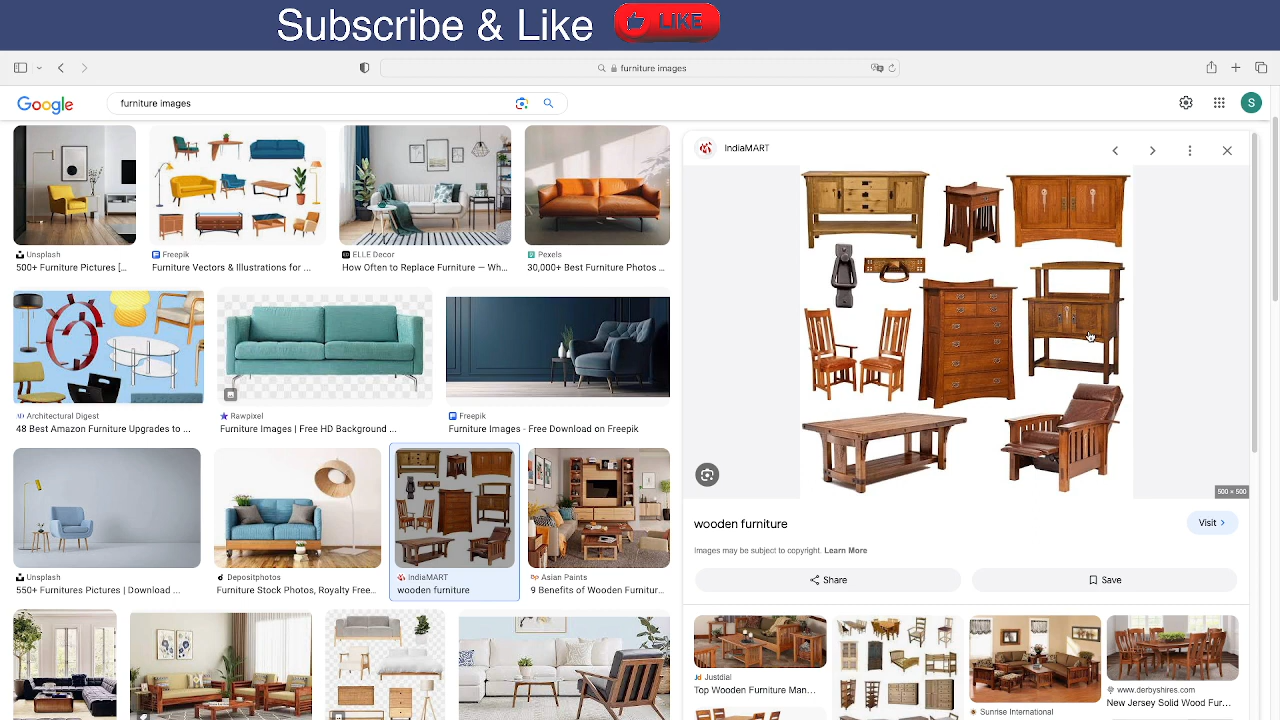 Subscribe & Like
LIKE
furniture images
Google
furniture images
S
Unsplash
500+ Furniture Pictures [...
Freepik
Furniture Vectors & Illustrations for ...
ELLE Decor
How Often to Replace Furniture — Wh...
Pexels
30,000+ Best Furniture Photos ...
AD Architectural Digest
48 Best Amazon Furniture Upgrades to ...
Rawpixel
Furniture Images | Free HD Background ...
Freepik
Furniture Images - Free Download on Freepik
Unsplash
550+ Furnitures Pictures | Download ...
Depositphotos
Furniture Stock Photos, Royalty Free...
IndiaMART
wooden furniture
Asian Paints
9 Benefits of Wooden Furnitur...
IndiaMART
500 × 500
wooden furniture
Visit
Images may be subject to copyright. Learn More
Share
Save
Justdial
Top Wooden Furniture Man...
Sunrise International
www.derbyshires.com
New Jersey Solid Wood Fur...